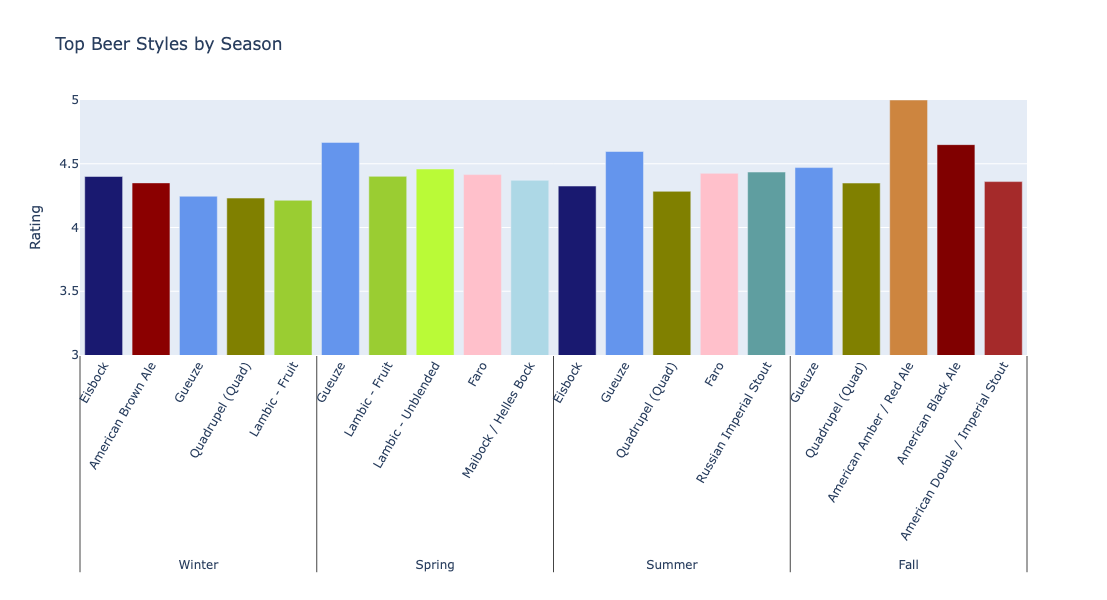 Top Beer Styles by Season
Rating
5
4.5
4
3.5
3
Eisbock
American Brown Ale
Gueuze
Quadrupel (Quad)
Lambic - Fruit
Gueuze
Lambic - Fruit
Lambic - Unblended
Faro
Maibock / Helles Bock
Eisbock
Gueuze
Quadrupel (Quad)
Faro
Russian Imperial Stout
Gueuze
Quadrupel (Quad)
American Amber / Red Ale
American Black Ale
American Double / Imperial Stout
Winter
Spring
Summer
Fall